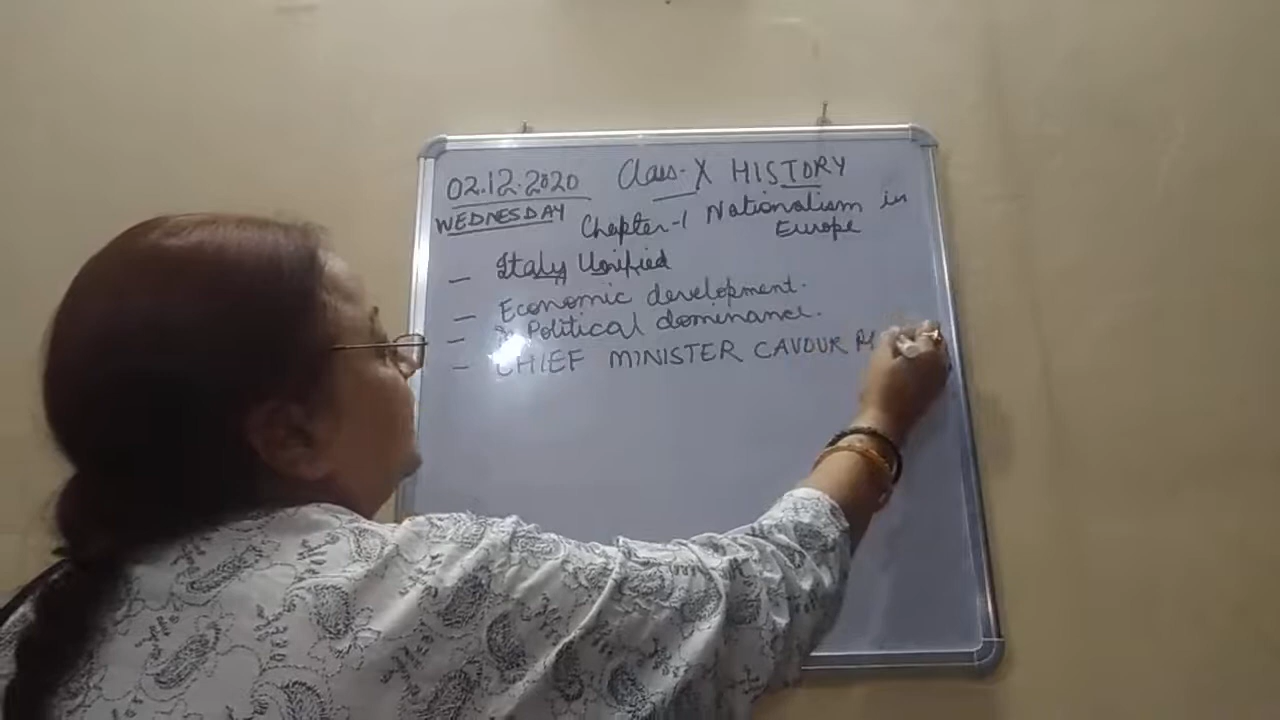 02.12.2020 Class-X HISTORY
WEDNESDAY Chapter-1 Nationalism in
Europe
– Italy Unified
– Economic development.
– Political dominance.
– CHIEF MINISTER CAVOUR